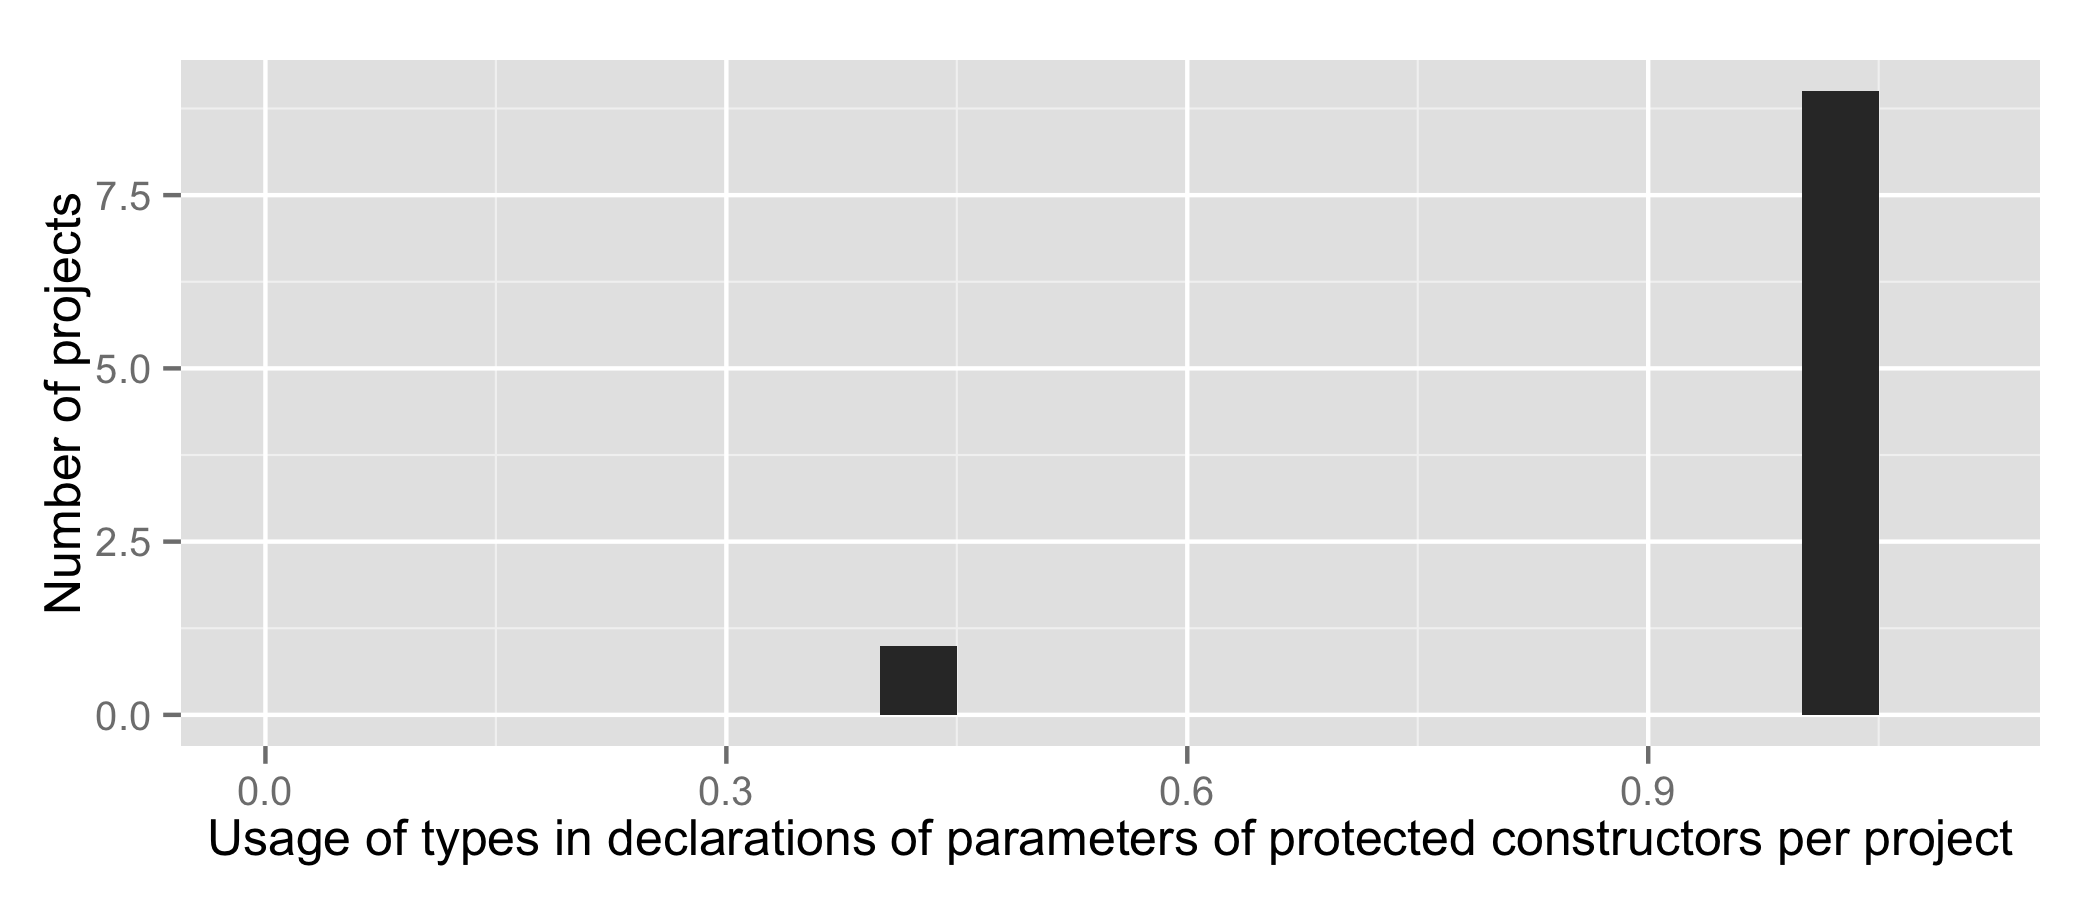 Number of projects
7.5
5.0
2.5
0.0
0.0 0.3 0.6 0.9
Usage of types in declarations of parameters of protected constructors per project